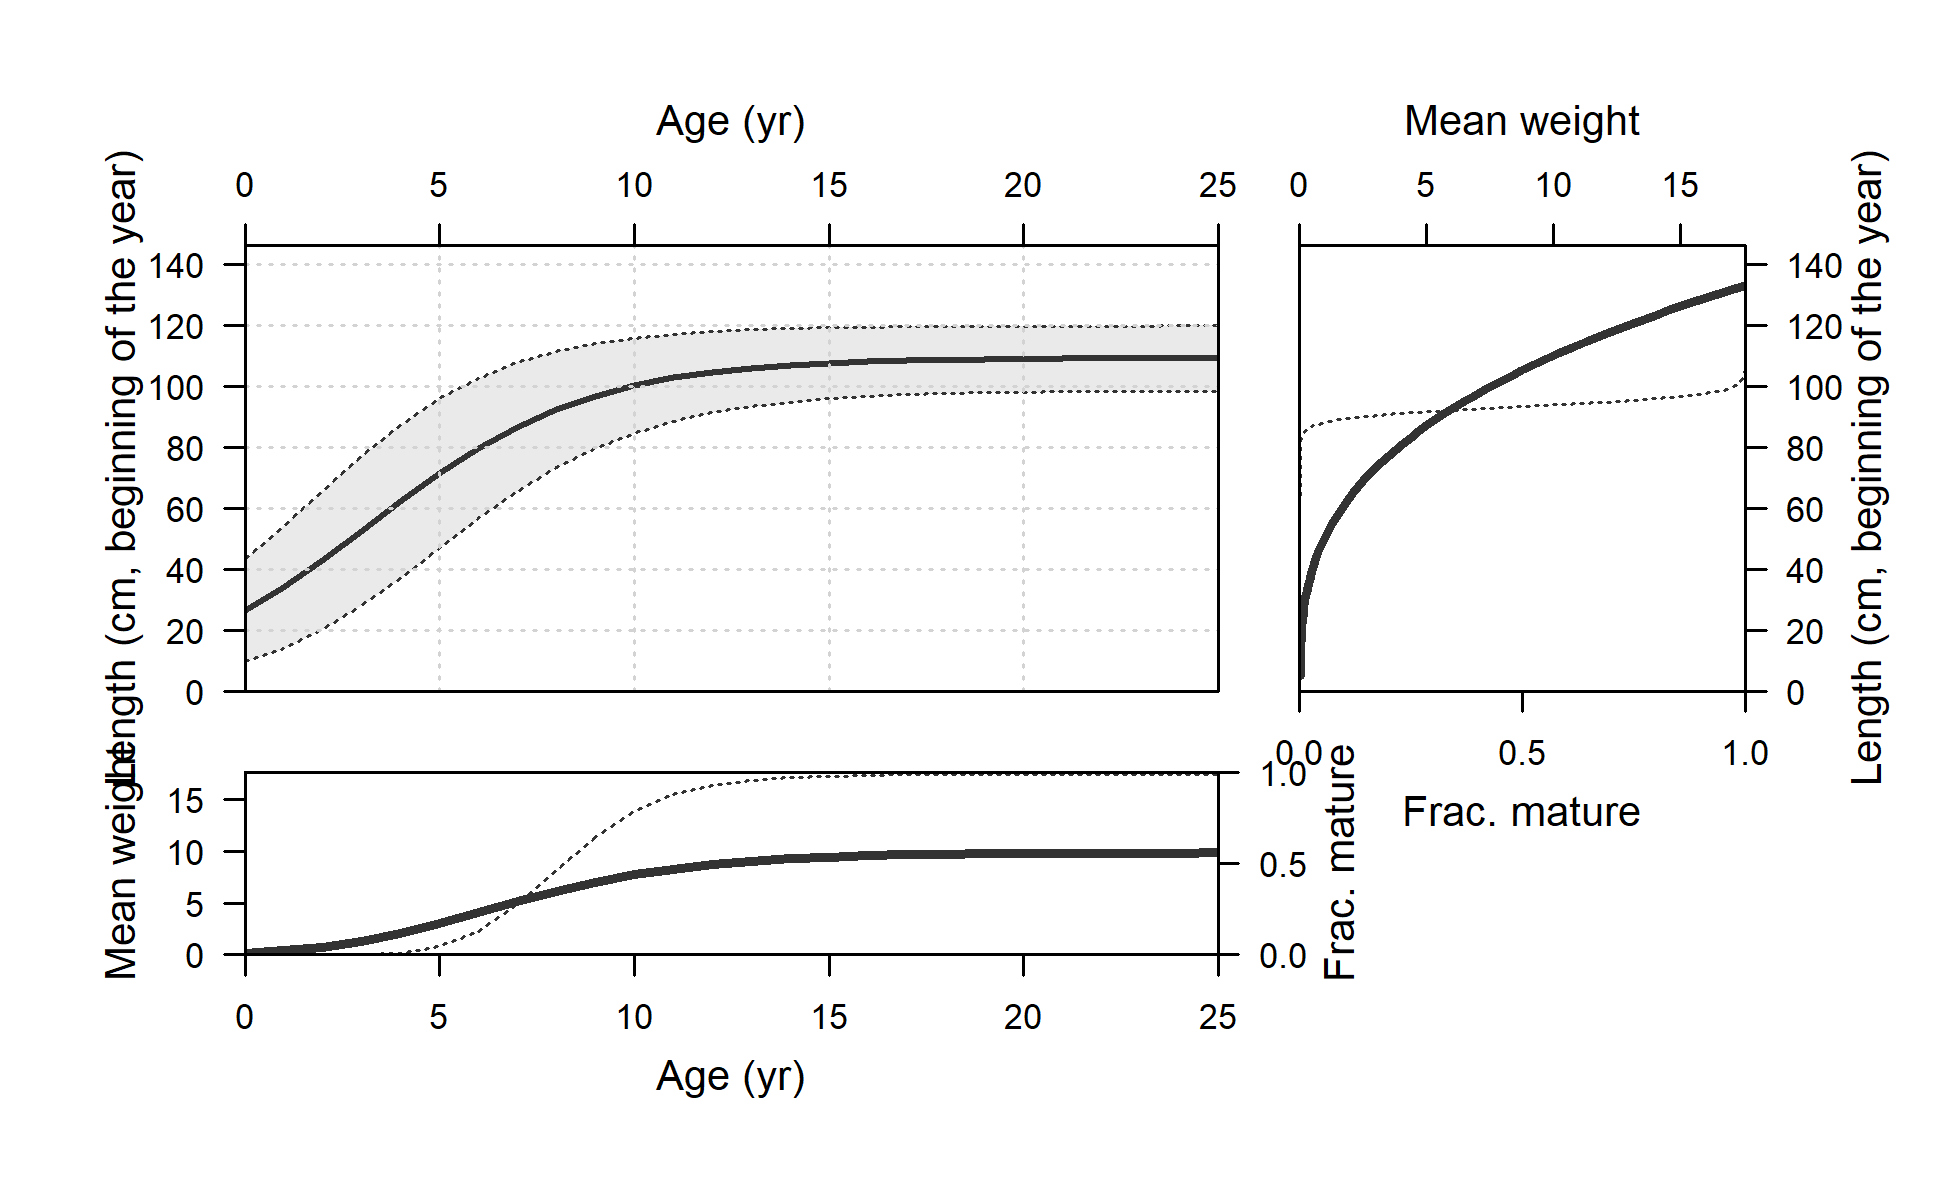 Age (yr)
Mean weight
0 5 10 15 20 25
0 5 10 15
Length (cm, beginning of the year)
140
120
100
80
60
40
20
0
140
120
100
80
60
40
20
0
Length (cm, beginning of the year)
0.0 0.5 1.0
Frac. mature
Mean weight
15
10
5
0
1.0
0.5
0.0
Frac. mature
0 5 10 15 20 25
Age (yr)